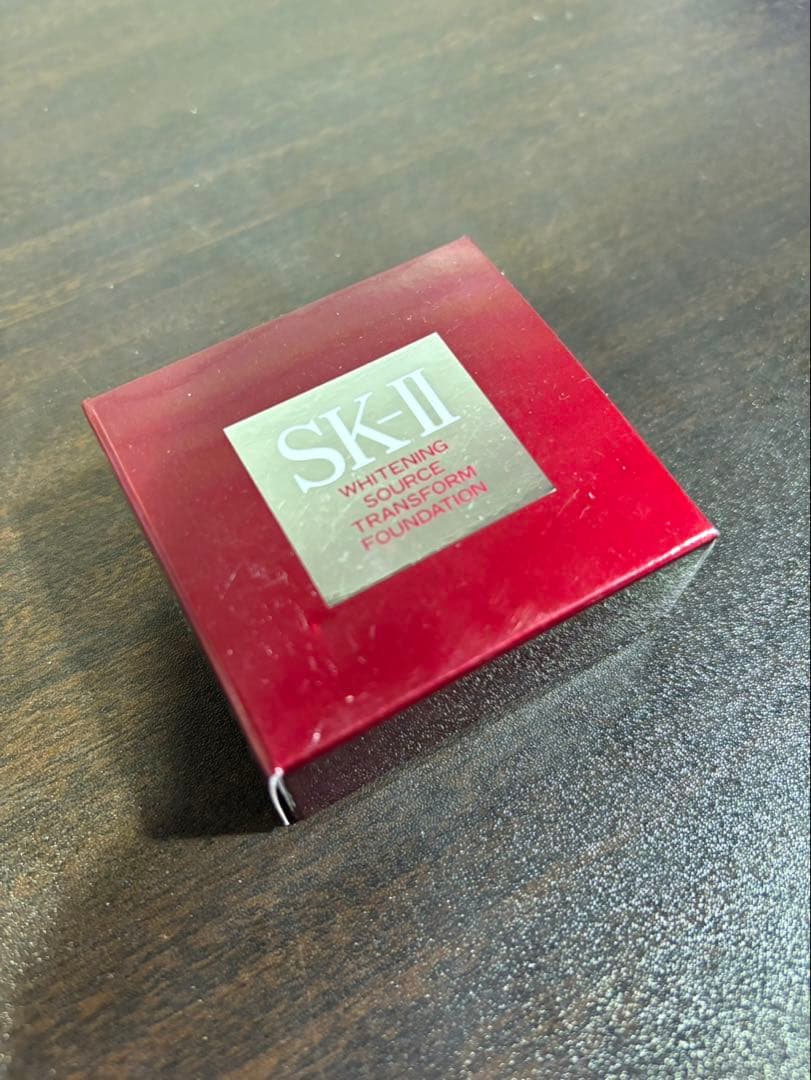 SK-II
WHITENING
SOURCE
TRANSFORM
FOUNDATION